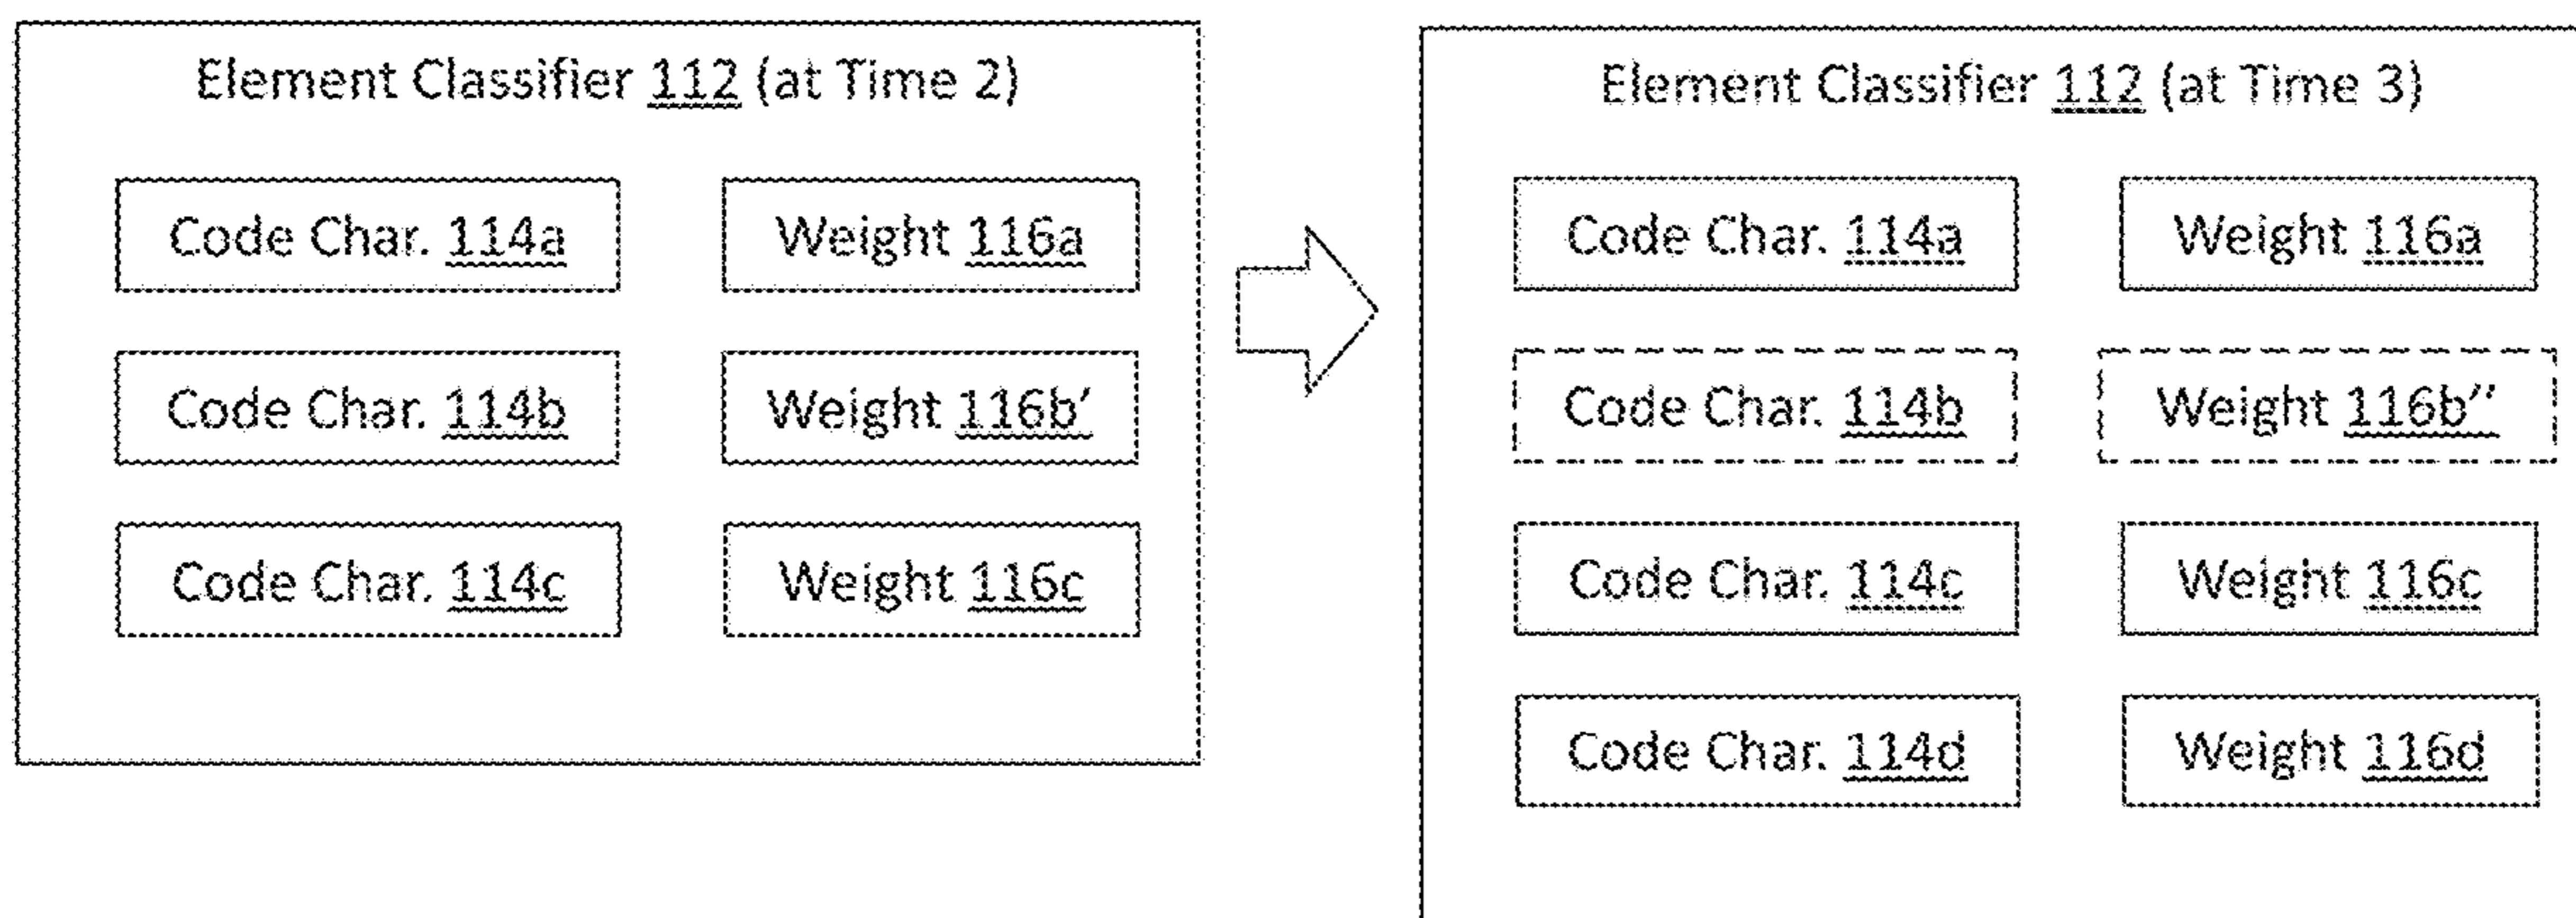 Element Classifier 112 (at Time 2)
Code Char. 114a
Weight 116a
Code Char. 114b
Weight 116b′
Code Char. 114c
Weight 116c
Element Classifier 112 (at Time 3)
Code Char. 114a
Weight 116a
Code Char. 114b
Weight 116b′′
Code Char. 114c
Weight 116c
Code Char. 114d
Weight 116d